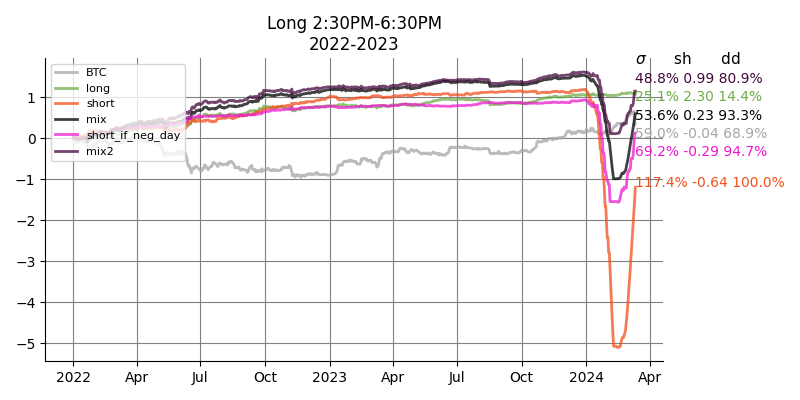 Long 2:30PM-6:30PM
2022-2023
σ sh dd
48.8% 0.99 80.9%
25.1% 2.30 14.4%
53.6% 0.23 93.3%
59.0% -0.04 68.9%
69.2% -0.29 94.7%
117.4% -0.64 100.0%
BTC
long
short
mix
short_if_neg_day
mix2
1
0
−1
−2
−3
−4
−5
2022 Apr Jul Oct 2023 Apr Jul Oct 2024 Apr